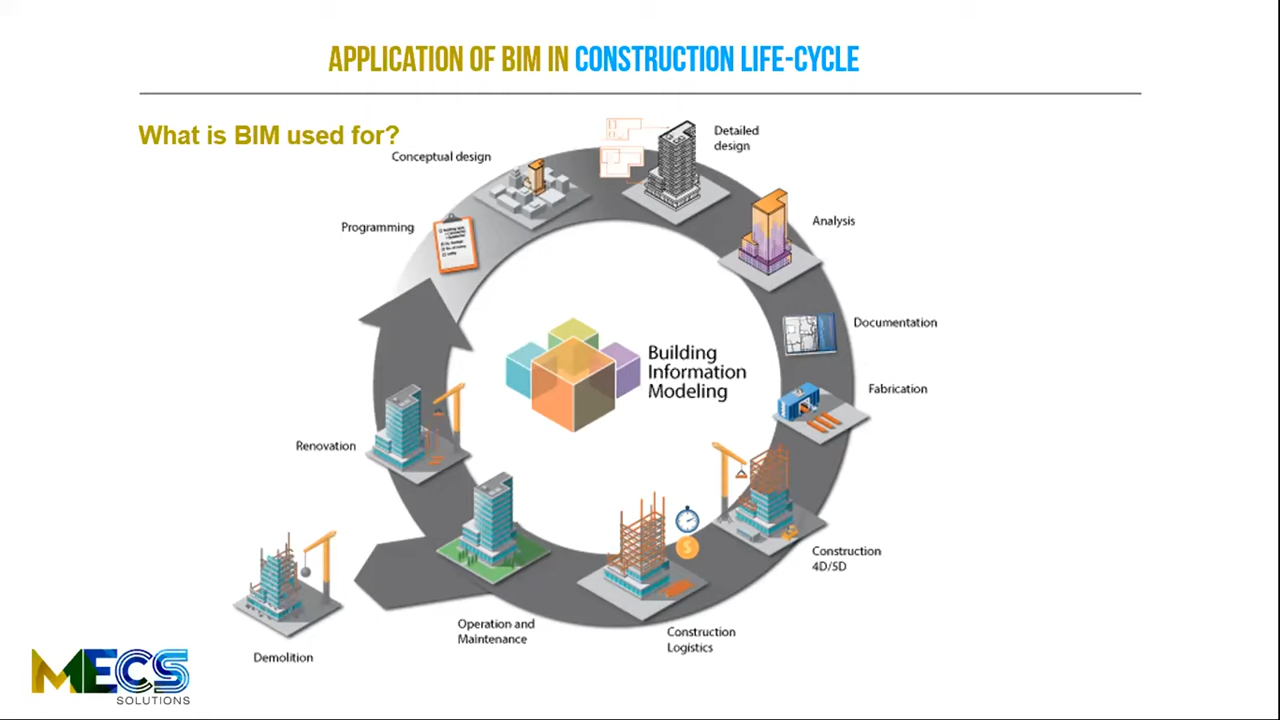 APPLICATION OF BIM IN CONSTRUCTION LIFE-CYCLE
What is BIM used for?
Conceptual design
Detailed
design
Programming
Analysis
Documentation
Fabrication
Building
Information
Modeling
Renovation
Construction
4D/5D
$
Operation and
Maintenance
Construction
Logistics
Demolition
MECS
SOLUTIONS